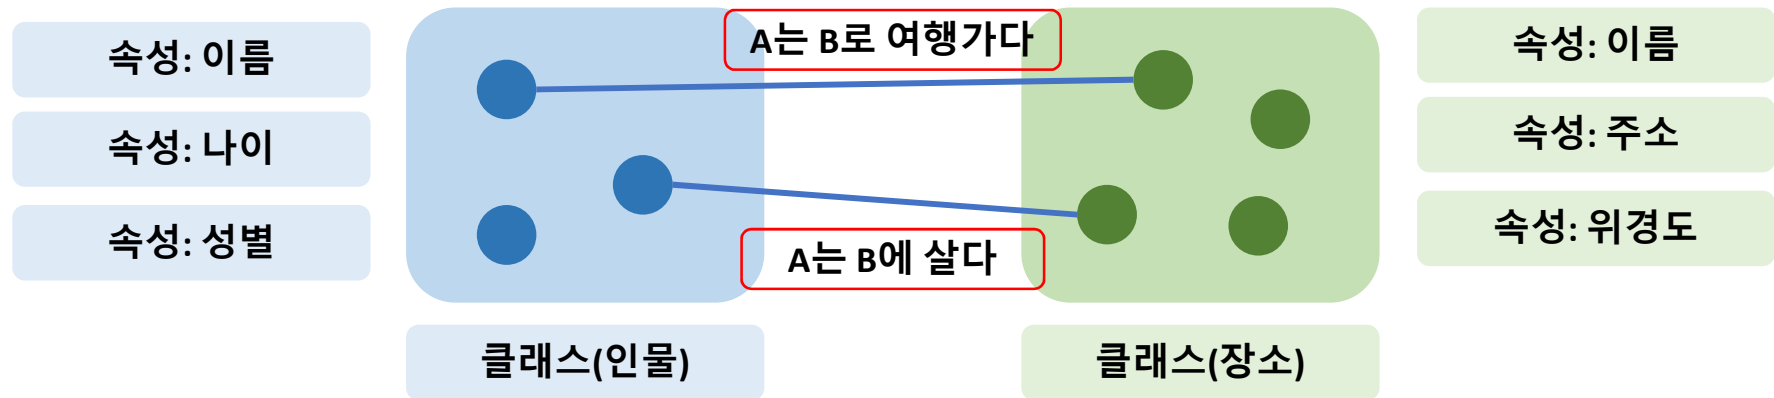 속성: 이름
속성: 나이
속성: 성별
A는 B로 여행가다
A는 B에 살다
클래스(인물)
클래스(장소)
속성: 이름
속성: 주소
속성: 위경도